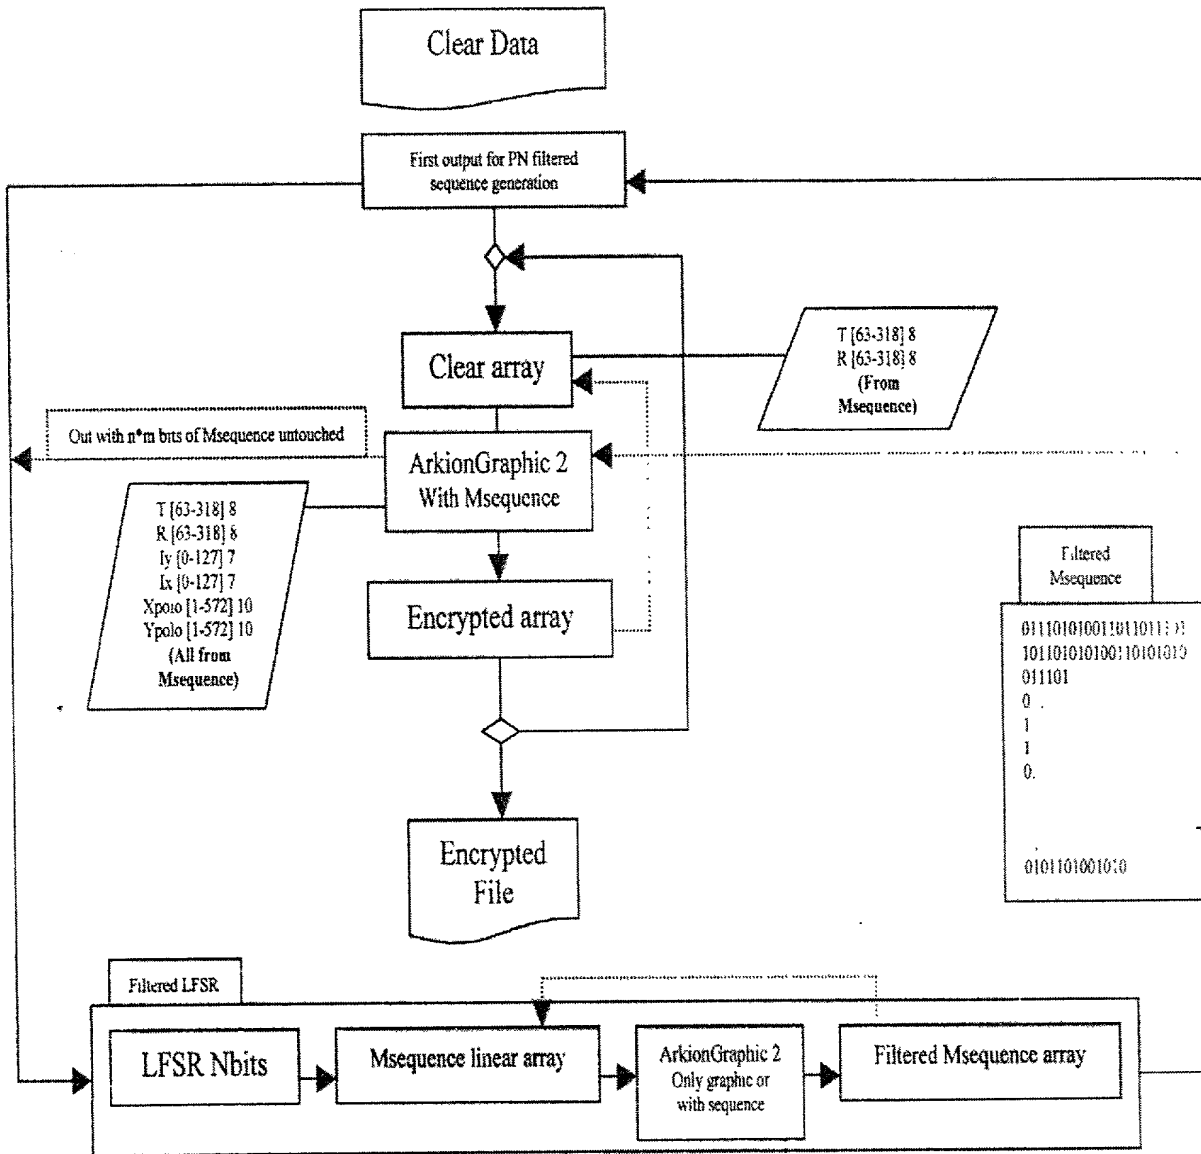 Clear Data
First output for PN filtered
sequence generation
Clear array
T [63-318] 8
R [63-318] 8
(From
Msequence)
Out with n*m bits of Msequence untouched
ArkionGraphic 2
With Msequence
T [63-318] 8
R [63-318] 8
Iy [0-127] 7
Ix [0-127] 7
Xpolo [1-572] 10
Ypolo [1-572] 10
(All from
Msequence)
Encrypted array
Filtered
Msequence
10110101010011010101010
011101
0 .
1
1
0.
0101101001010
Encrypted
File
Filtered LFSR
LFSR Nbits
Msequence linear array
ArkionGraphic 2
Only graphic or
with sequence
Filtered Msequence array